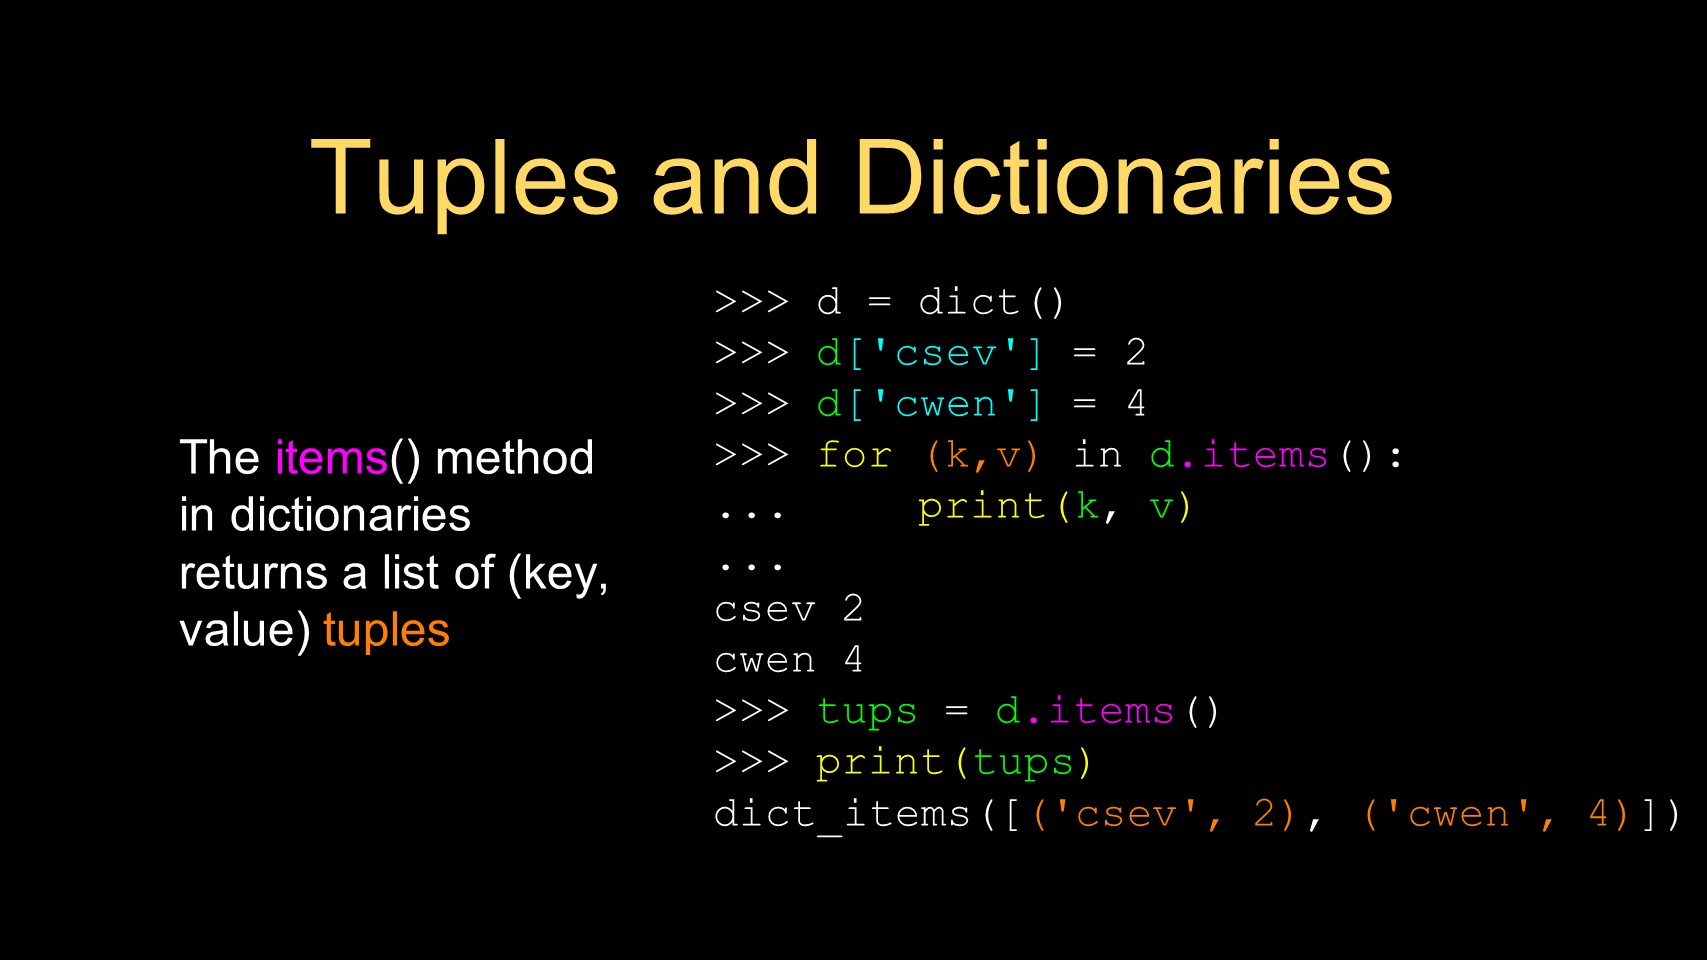 Tuples and Dictionaries
The items() method
in dictionaries
returns a list of (key,
value) tuples
>>> d = dict()
>>> d['csev'] = 2
>>> d['cwen'] = 4
>>> for (k,v) in d.items():
...     print(k, v)
...
csev 2
cwen 4
>>> tups = d.items()
>>> print(tups)
dict_items([('csev', 2), ('cwen', 4)])